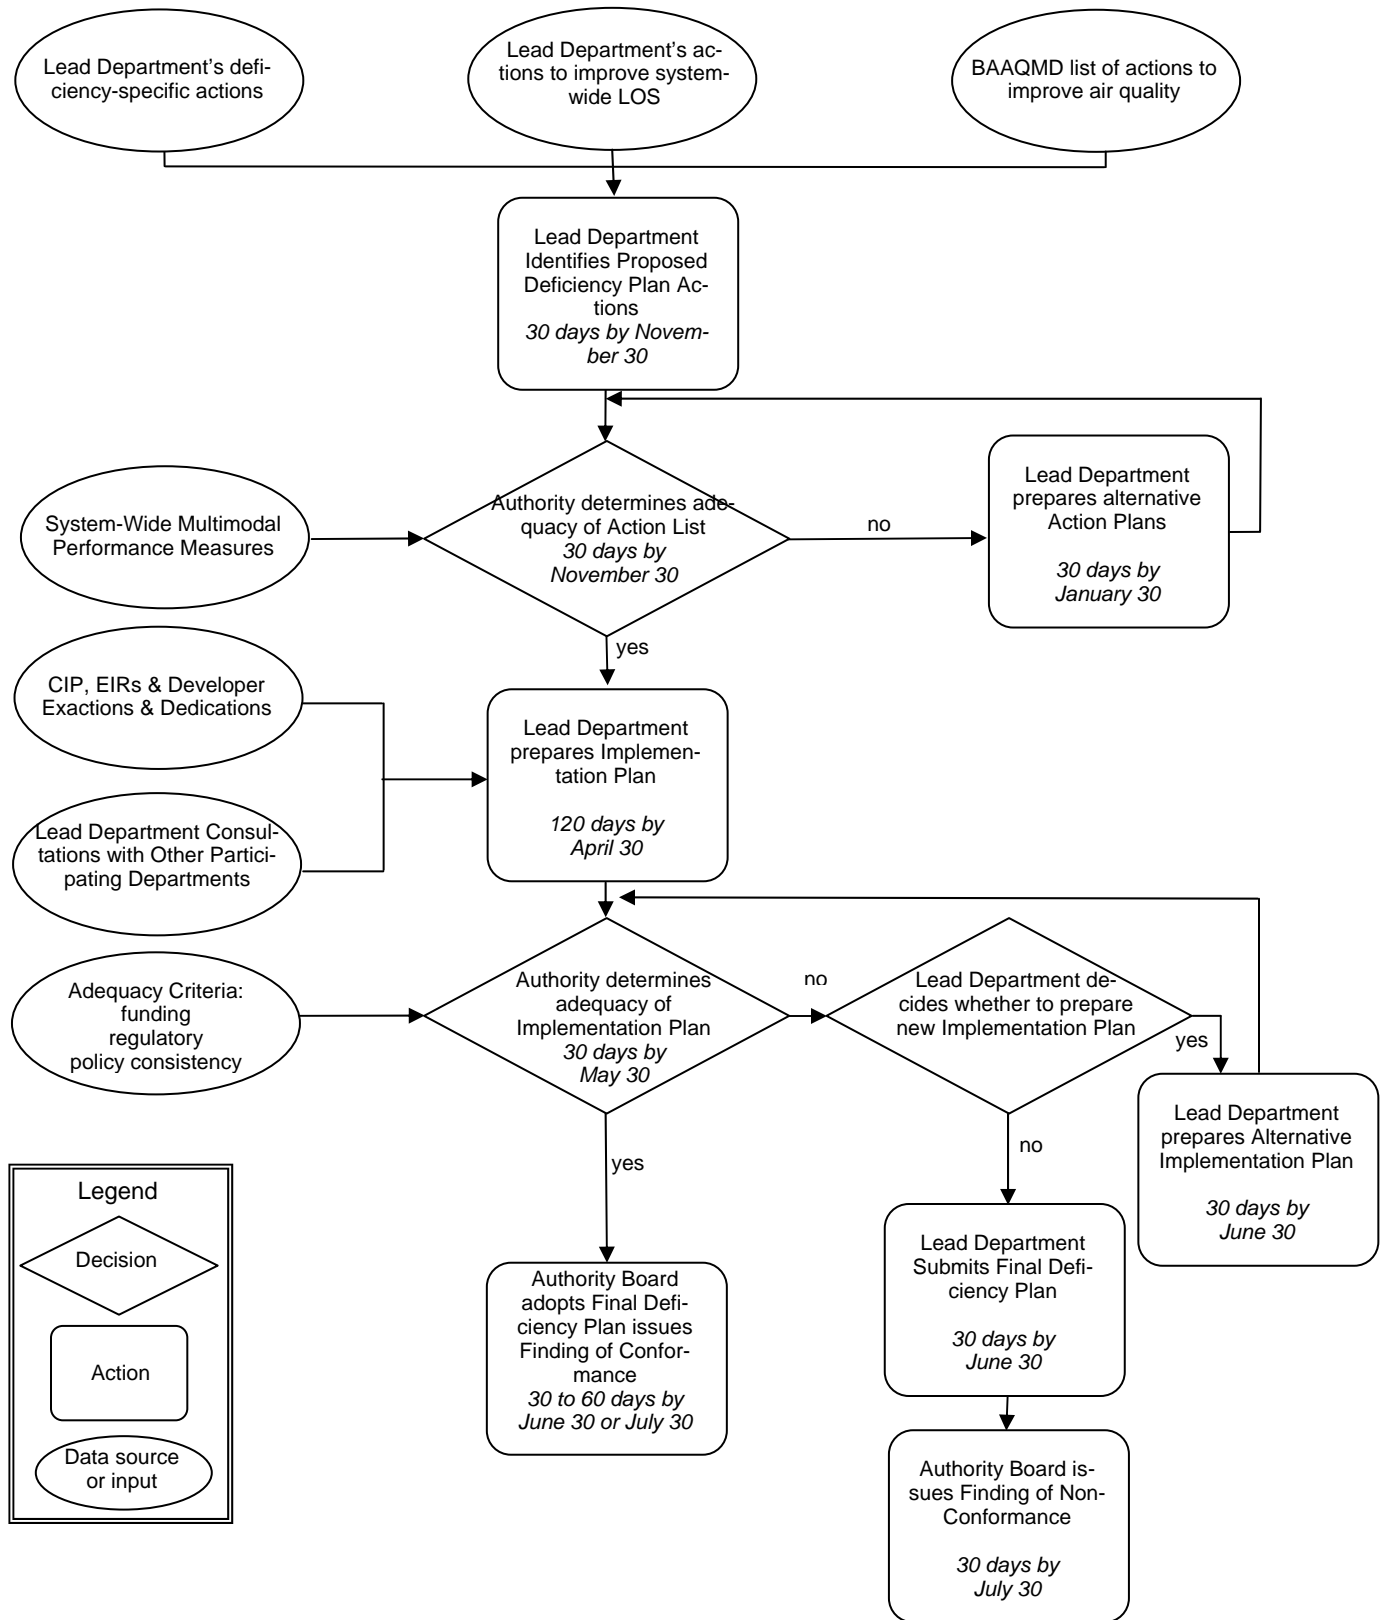 Lead Department’s defi-
ciency-specific actions
Lead Department’s ac-
tions to improve system-
wide LOS
BAAQMD list of actions to
improve air quality
Lead Department
Identifies Proposed
Deficiency Plan Ac-
tions
30 days by Novem-
ber 30
System-Wide Multimodal
Performance Measures
Authority determines ade-
quacy of Action List
30 days by
November 30
no
Lead Department
prepares alternative
Action Plans
30 days by
January 30
yes
CIP, EIRs & Developer
Exactions & Dedications
Lead Department Consul-
tations with Other Partici-
pating Departments
Lead Department
prepares Implemen-
tation Plan
120 days by
April 30
Adequacy Criteria:
funding
regulatory
policy consistency
Authority determines
adequacy of
Implementation Plan
30 days by
May 30
no
Lead Department de-
cides whether to prepare
new Implementation Plan
yes
Lead Department
prepares Alternative
Implementation Plan
30 days by
June 30
yes
no
Authority Board
adopts Final Defi-
ciency Plan issues
Finding of Confor-
mance
30 to 60 days by
June 30 or July 30
Lead Department
Submits Final Defi-
ciency Plan
30 days by
June 30
Authority Board is-
sues Finding of Non-
Conformance
30 days by
July 30
Legend
Decision
Action
Data source
or input